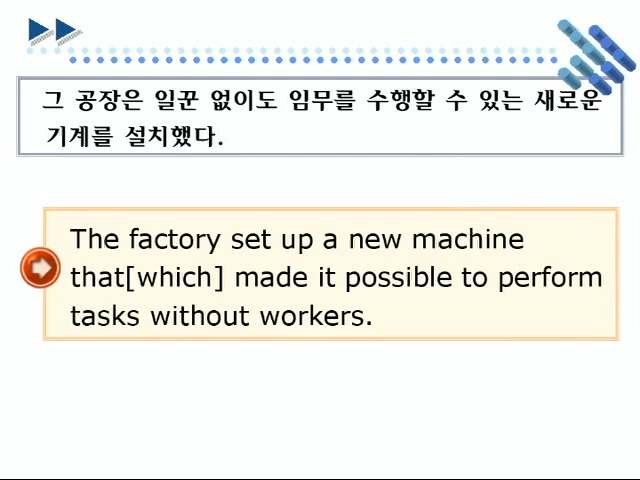 그 공장은 일꾼 없이도 임무를 수행할 수 있는 새로운
기계를 설치했다.
The factory set up a new machine
that[which] made it possible to perform
tasks without workers.